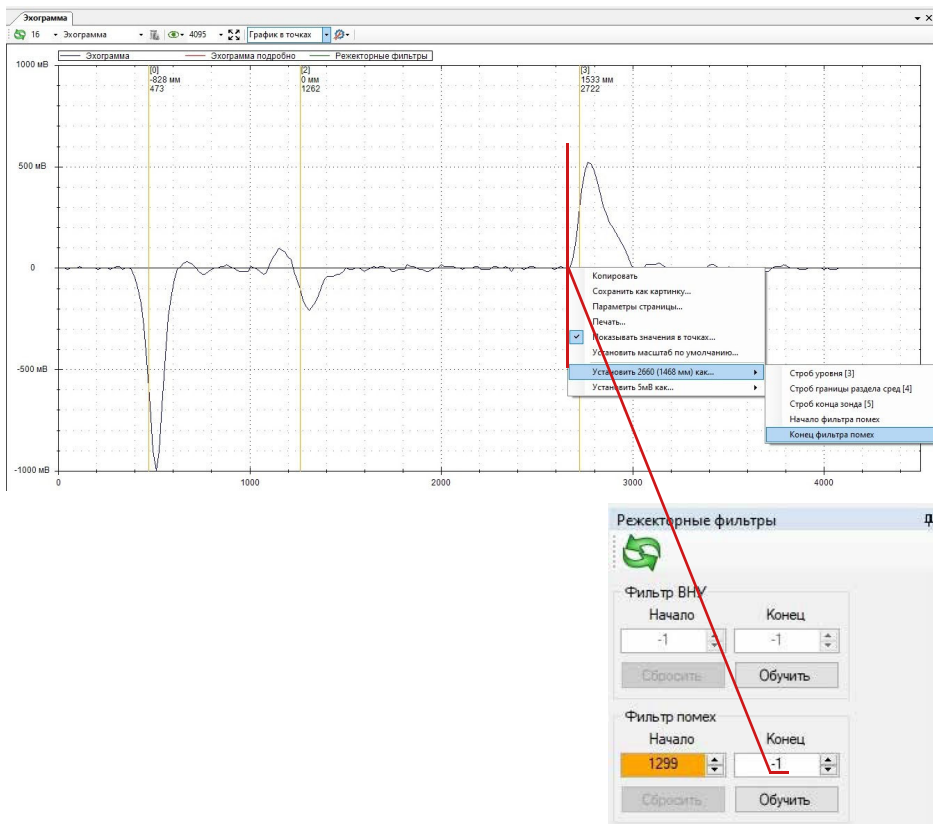 Эхограмма
16 Эхограмма 4095 График в точках
Эхограмма Эхограмма подробно Режекторные фильтры
1000 мВ
[0] [2] [3]
-828 мм 0 мм 1533 мм
473 1262 2722
500 мВ
0
Копировать
Сохранить как картинку...
Параметры страницы...
Печать...
Показывать значения в точках...
Установить масштаб по умолчанию...
-500 мВ
Установить 2660 (1468 мм) как...
Установить 5мВ как...
Строб уровня [3]
Строб границы раздела сред [4]
Строб конца зонда [5]
Начало фильтра помех
Конец фильтра помех
-1000 мВ
0 1000 2000 3000 4000
Режекторные фильтры
Фильтр ВНУ
Начало Конец
-1 -1
Сбросить Обучить
Фильтр помех
Начало Конец
1299 -1
Сбросить Обучить